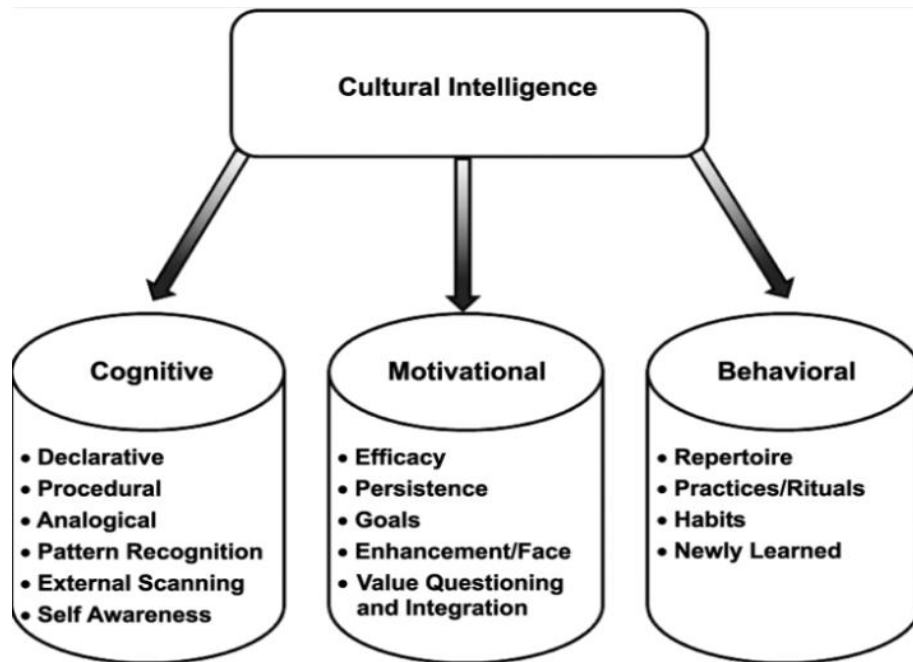 Cultural Intelligence
Cognitive
• Declarative
• Procedural
• Analogical
• Pattern Recognition
• External Scanning
• Self Awareness
Motivational
• Efficacy
• Persistence
• Goals
• Enhancement/Face
• Value Questioning
and Integration
Behavioral
• Repertoire
• Practices/Rituals
• Habits
• Newly Learned